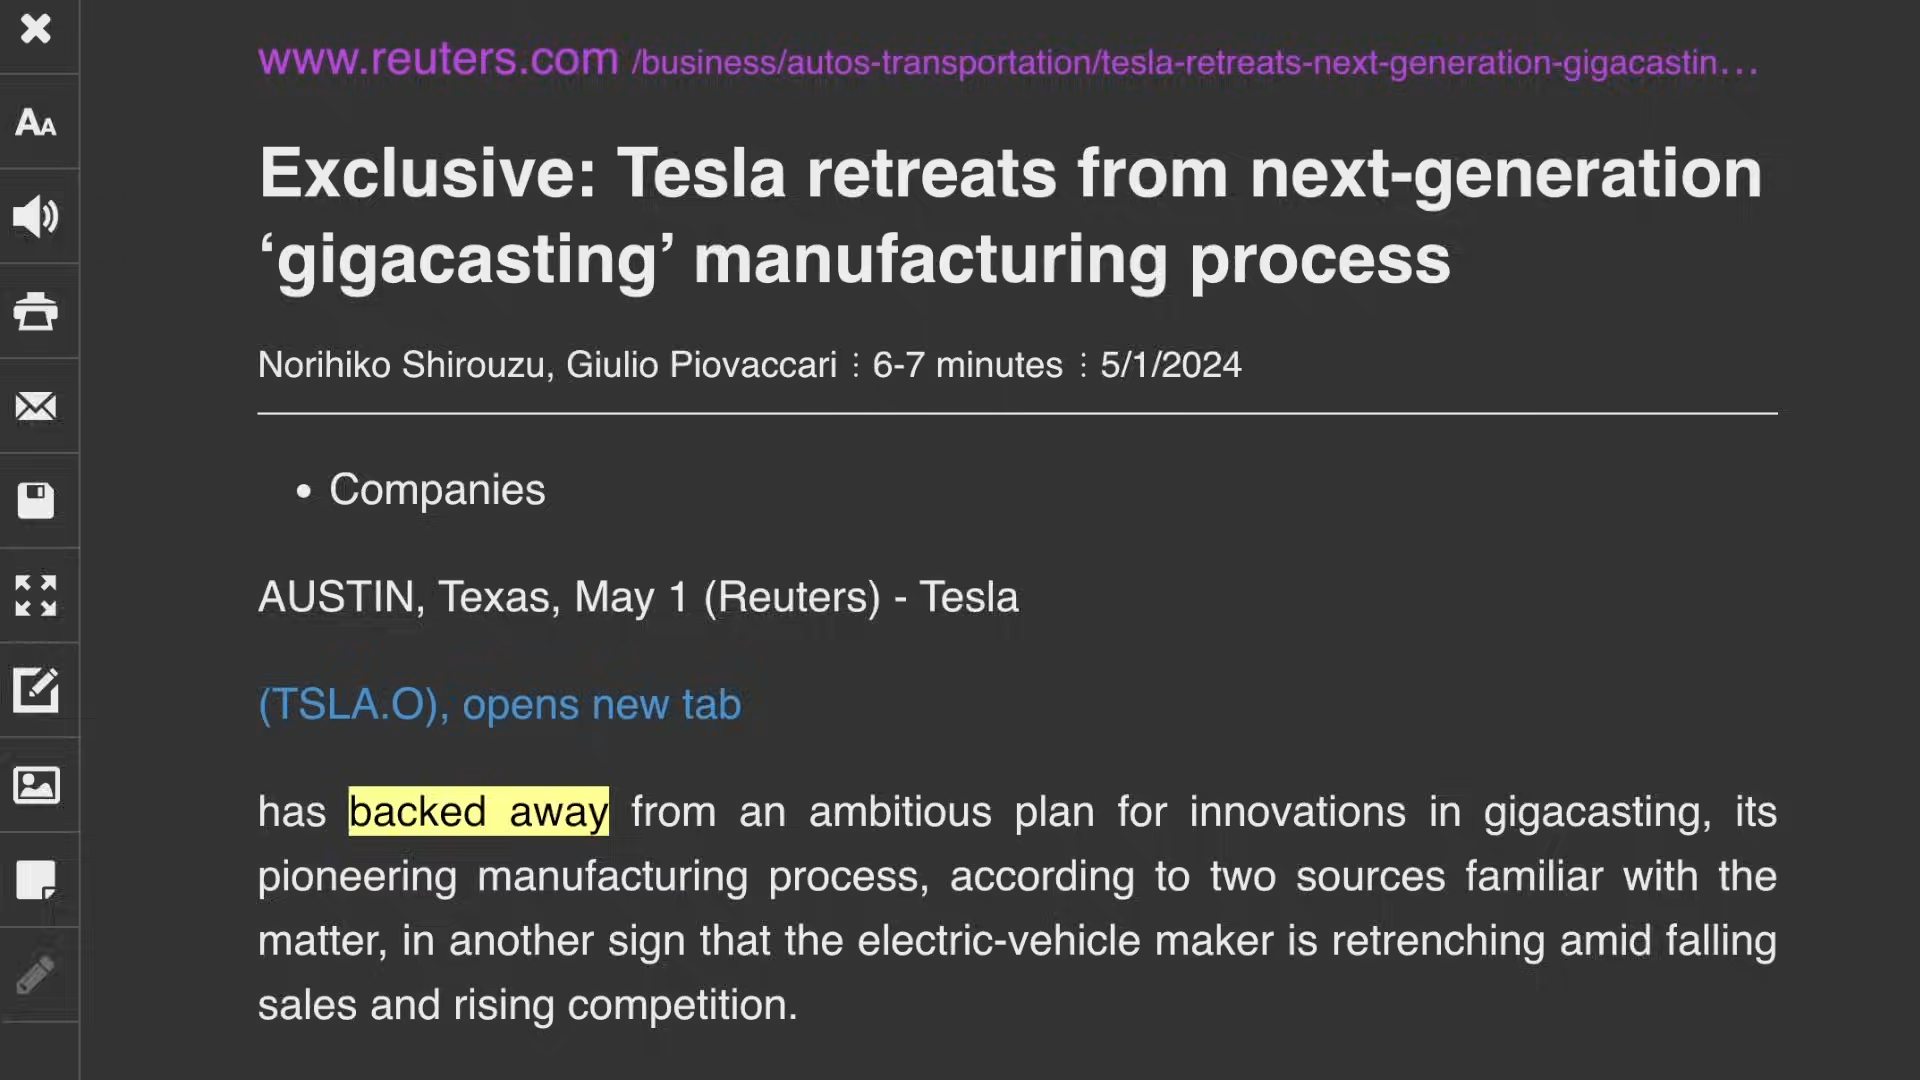 www.reuters.com /business/autos-transportation/tesla-retreats-next-generation-gigacastin...
Exclusive: Tesla retreats from next-generation
‘gigacasting’ manufacturing process
Norihiko Shirouzu, Giulio Piovaccari ⋮ 6-7 minutes ⋮ 5/1/2024
• Companies
AUSTIN, Texas, May 1 (Reuters) - Tesla
(TSLA.O), opens new tab
has backed away from an ambitious plan for innovations in gigacasting, its
pioneering manufacturing process, according to two sources familiar with the
matter, in another sign that the electric-vehicle maker is retrenching amid falling
sales and rising competition.